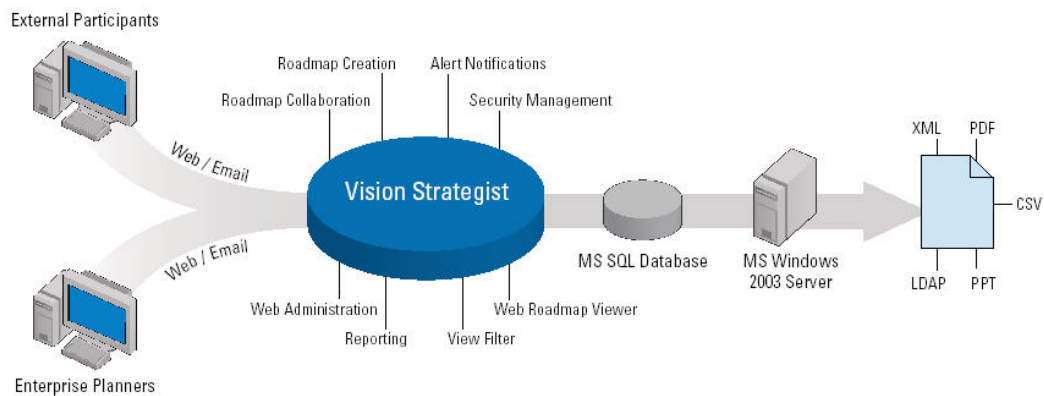 External Participants
Roadmap Creation
Alert Notifications
Roadmap Collaboration
Security Management
Web / Email
Vision Strategist
XML
PDF
CSV
LDAP
PPT
MS SQL Database
MS Windows
2003 Server
Web / Email
Web Administration
Web Roadmap Viewer
Reporting
View Filter
Enterprise Planners